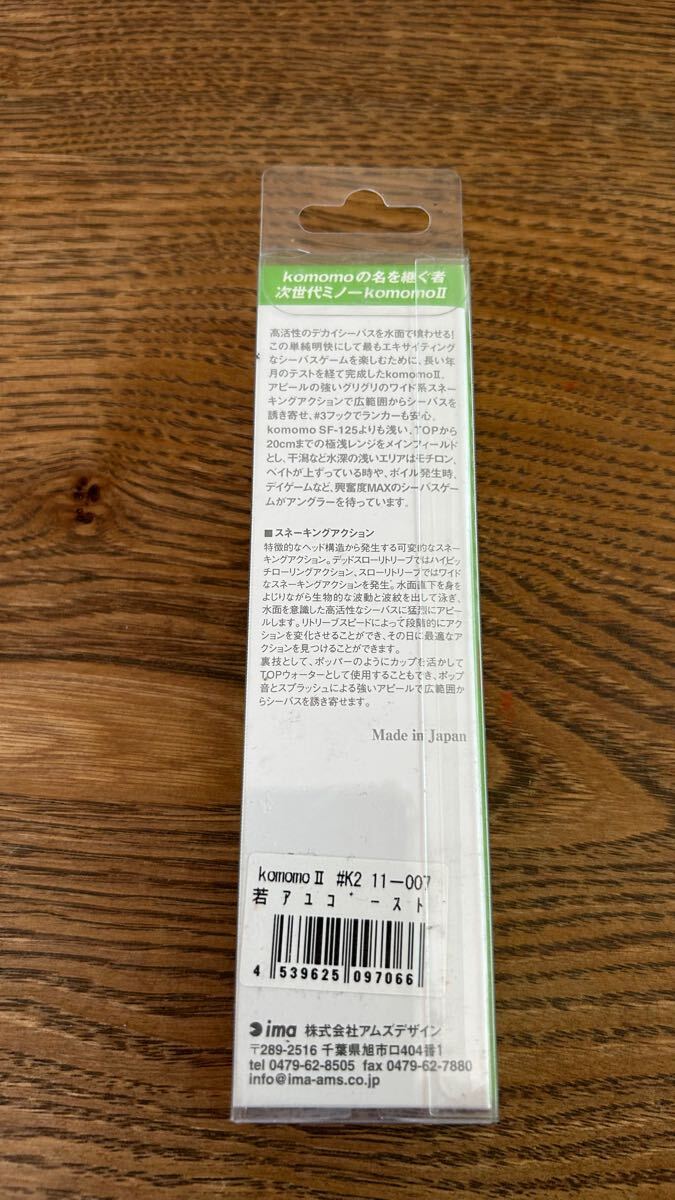 komomoの名を継ぐ者
次世代ミノーkomomoII
高活性のデカイシーバスを水面で喰わせる!
この単純明快にして最もエキサイティング
なシーバスゲームを楽しむために、長い年
月のテストを経て完成したkomomoII。
アピールの強いグリグリのワイド系スネー
キングアクションで広範囲からシーバスを
誘き寄せ、#3フックでランカーも安心。
komomo SF-125よりも浅い、TOPから
20cmまでの極浅レンジをメインフィールド
とし、干潟など水深の浅いエリアはモチロン、
ベイトが上ずっている時や、ボイル発生時、
デイゲームなど、興奮度MAXのシーバスゲー
ムがアングラーを待っています。
■スネーキングアクション
特徴的なヘッド構造から発生する可変的なスネー
キングアクション。デッドスローリトリーブではハイピッ
チローリングアクション、スローリトリーブではワイド
なスネーキングアクションを発生。水面直下を身を
よじりながら生物的な波動と波紋を出して泳ぎ、
水面を意識した高活性なシーバスに猛烈にアピー
ルします。リトリーブスピードによって段階的にアク
ションを変化させることができ、その日に最適なア
クションを見つけることができます。
裏技として、ポッパーのようにカップを活かして
TOPウォーターとして使用することもでき、ポップ
音とスプラッシュによる強いアピールで広範囲か
らシーバスを誘き寄せます。
Made in Japan
komomo II #K2 11-007
若アユゴースト
4 539625 097066
ima 株式会社アムズデザイン
〒289-2516 千葉県旭市ロ404番1
tel 0479-62-8505 fax 0479-62-7880
info@ima-ams.co.jp